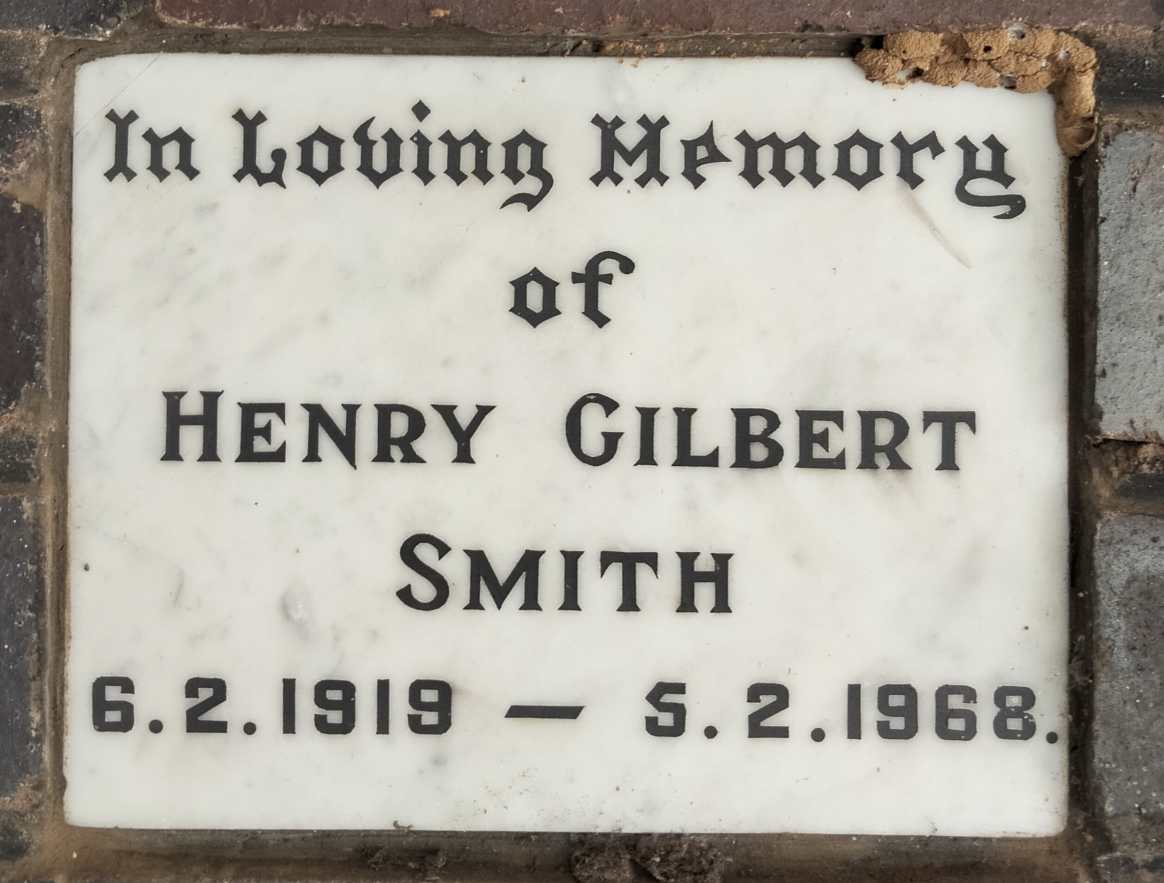 In Loving Memory
of
HENRY GILBERT
SMITH
6.2.1919 — 5.2.1968.